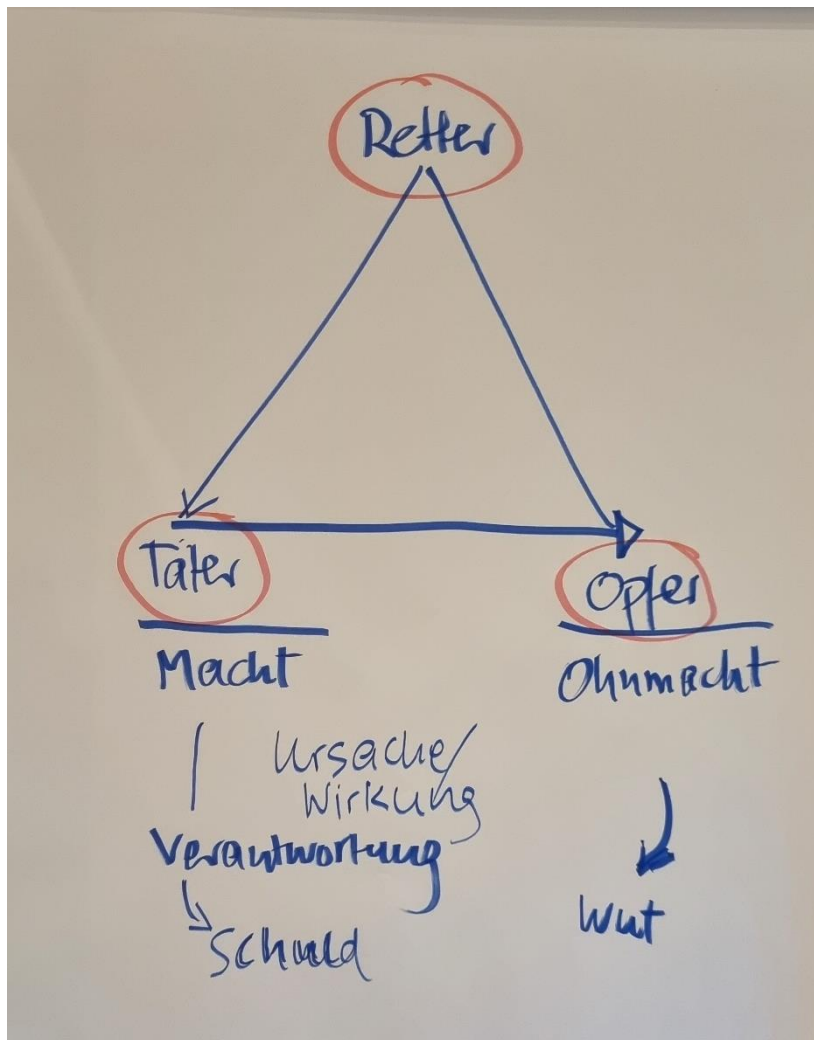 Retter
Täter
Opfer
Macht
Ohnmacht
Ursache/
Wirkung
Verantwortung
Schuld
Wut